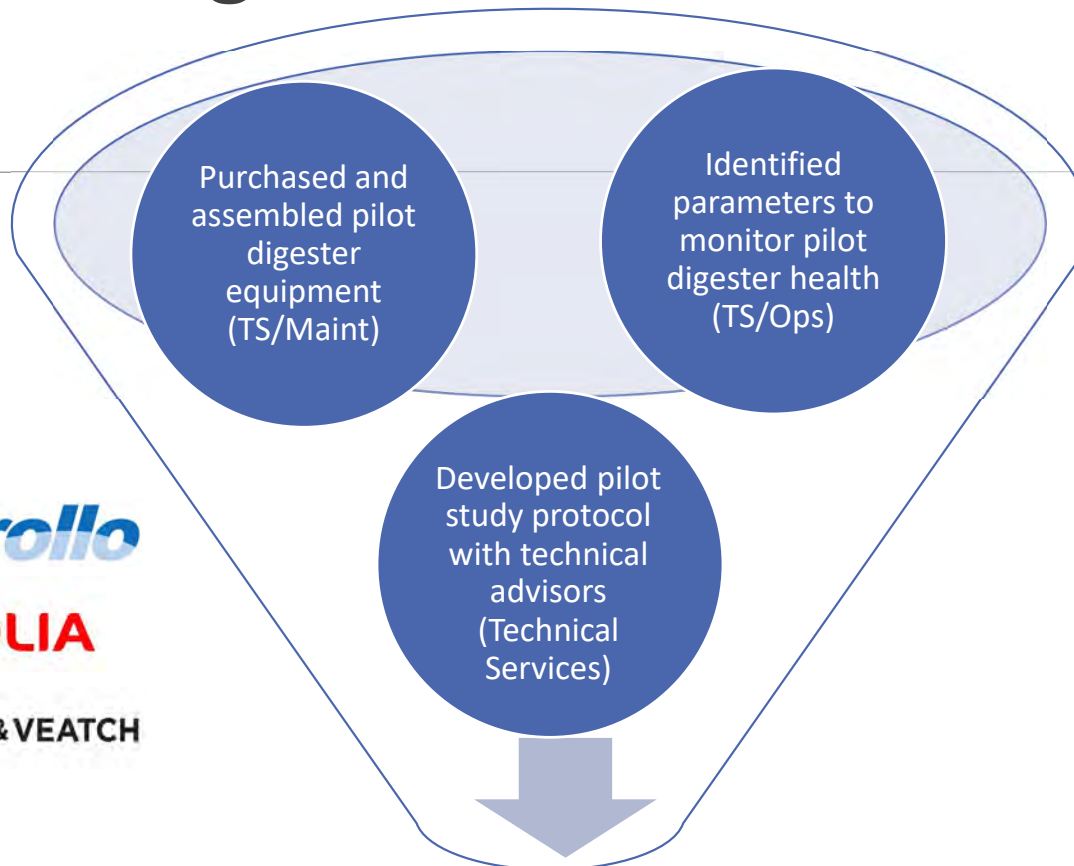 Purchased and
assembled pilot
digester
equipment
(TS/Maint)
Identified
parameters to
monitor pilot
digester health
(TS/Ops)
Developed pilot
study protocol
with technical
advisors
(Technical
Services)
rollo
OLIA
& VEATCH